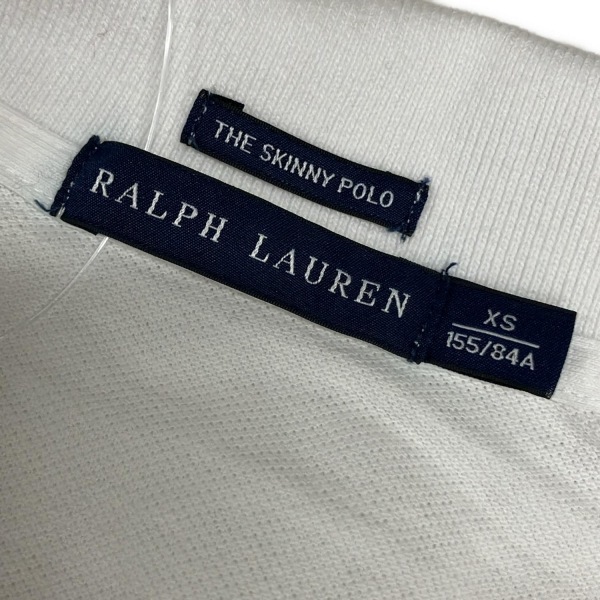 THE SKINNY POLO
RALPH LAUREN
XS
155/84A